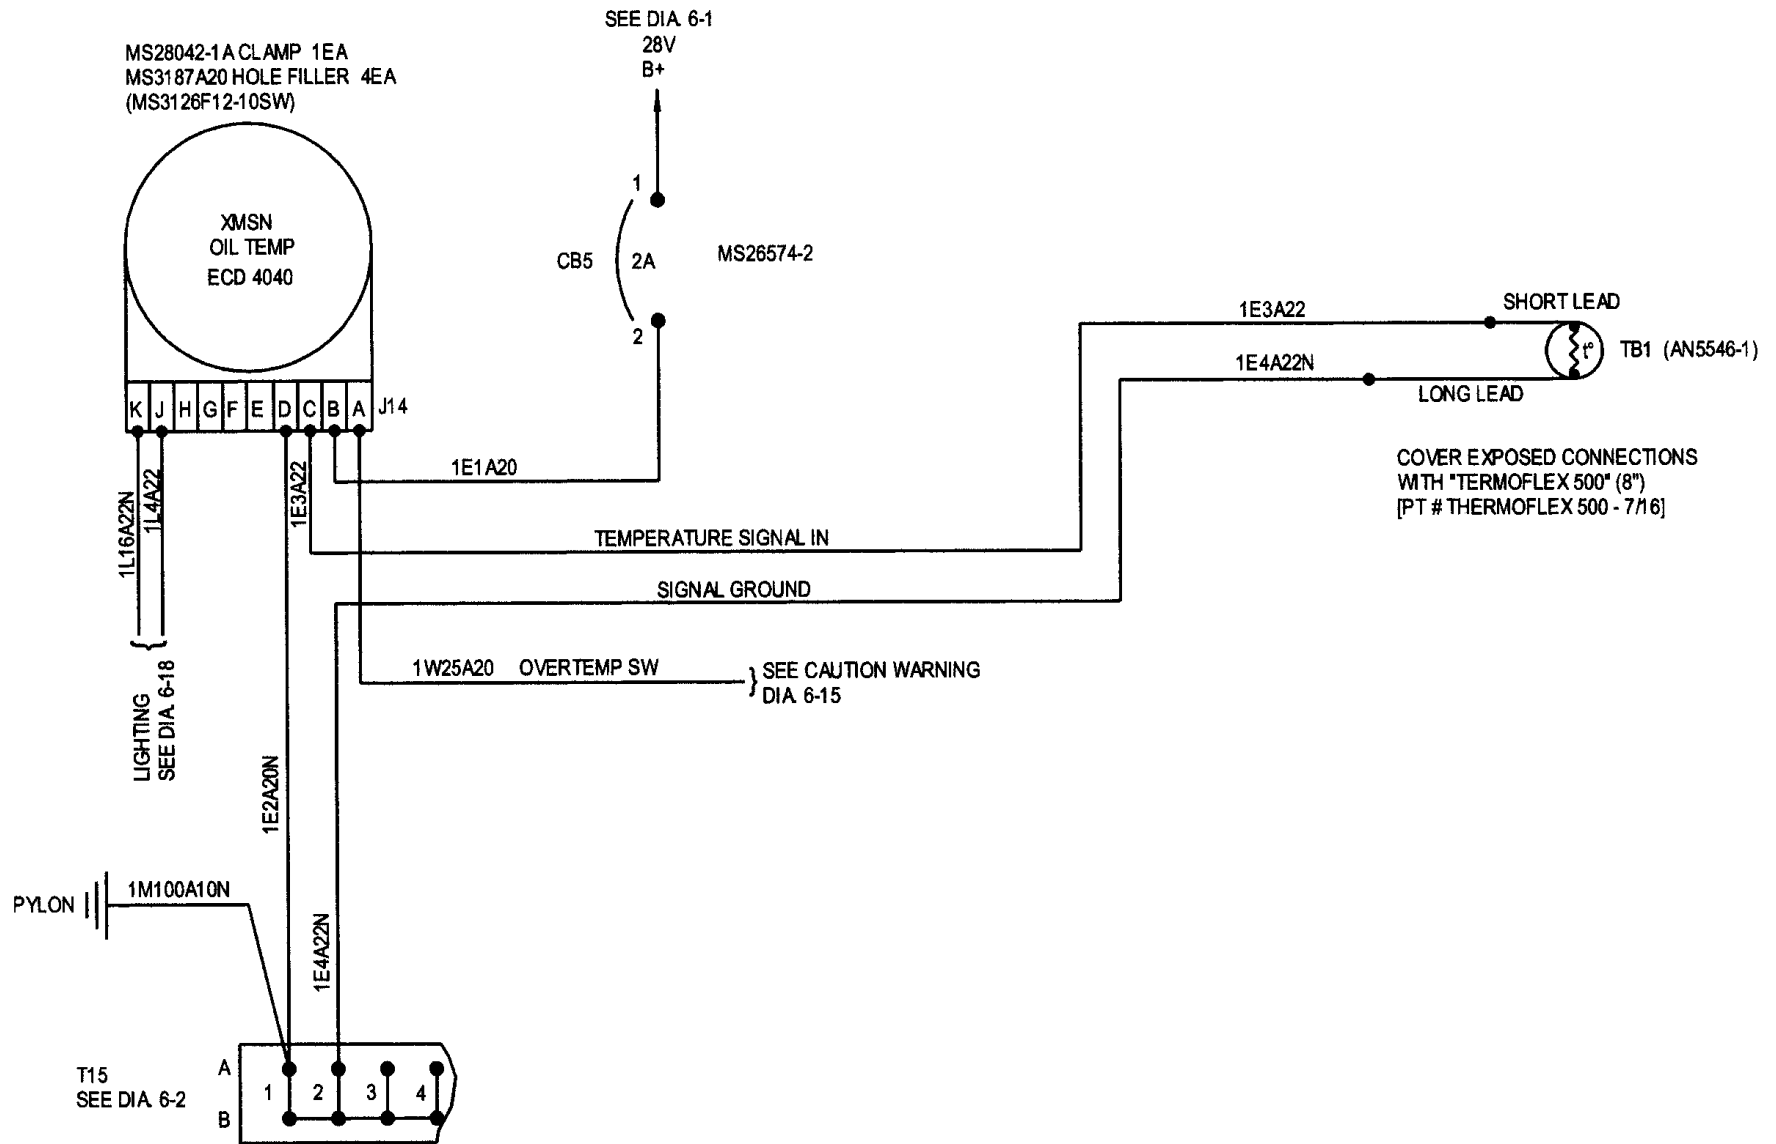 SEE DIA. 6-1
28V
B+
MS28042-1A CLAMP 1EA
MS3187A20 HOLE FILLER 4EA
(MS3126F12-10SW)
XMSN
OIL TEMP
ECD 4040
1
CB5 2A MS26574-2
2
K J H G F E D C B A J14
1E3A22 SHORT LEAD
t° TB1 (AN5546-1)
1E4A22N
LONG LEAD
COVER EXPOSED CONNECTIONS
WITH "TERMOFLEX 500" (8")
[PT # THERMOFLEX 500 - 7/16]
1L16A22N
1L4A22
1E3A22
1E1A20
TEMPERATURE SIGNAL IN
SIGNAL GROUND
1W25A20 OVERTEMP SW
} SEE CAUTION WARNING
DIA. 6-15
LIGHTING
SEE DIA. 6-18
1E2A20N
PYLON 1M100A10N
1E4A22N
T15
SEE DIA. 6-2
A
1 2 3 4
B